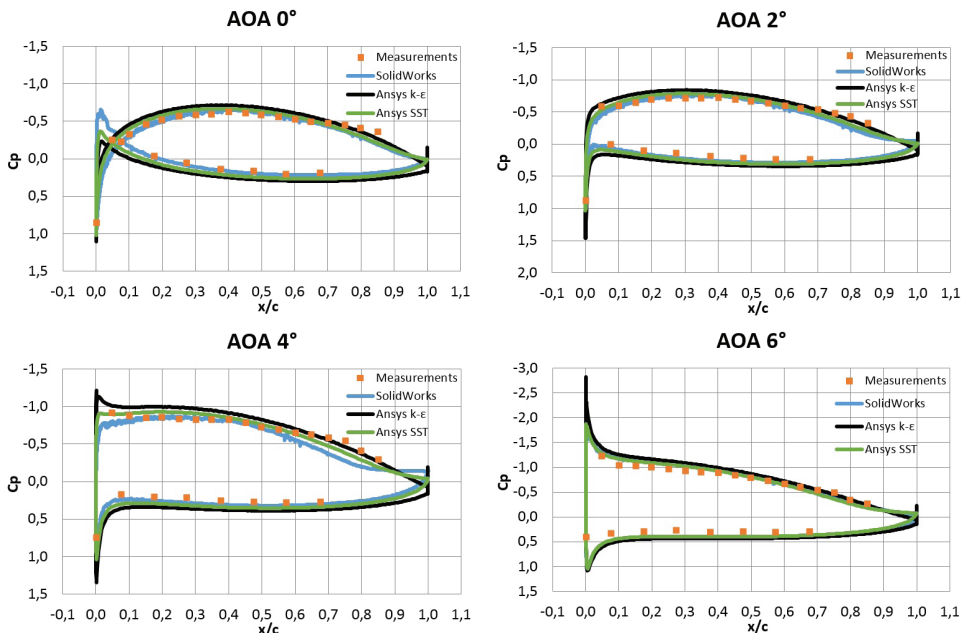 AOA 0°
-1,5
-1,0
-0,5
0,0
0,5
1,0
1,5
Cp
Measurements
SolidWorks
Ansys k-ε
Ansys SST
-0,1 0,0 0,1 0,2 0,3 0,4 0,5 0,6 0,7 0,8 0,9 1,0 1,1
x/c
AOA 2°
-1,5
-1,0
-0,5
0,0
0,5
1,0
1,5
2,0
Cp
Measurements
SolidWorks
Ansys k-ε
Ansys SST
-0,1 0,0 0,1 0,2 0,3 0,4 0,5 0,6 0,7 0,8 0,9 1,0 1,1
x/c
AOA 4°
-1,5
-1,0
-0,5
0,0
0,5
1,0
1,5
Cp
Measurements
SolidWorks
Ansys k-ε
Ansys SST
-0,1 0,0 0,1 0,2 0,3 0,4 0,5 0,6 0,7 0,8 0,9 1,0 1,1
x/c
AOA 6°
-3,0
-2,5
-2,0
-1,5
-1,0
-0,5
0,0
0,5
1,0
1,5
Cp
Measurements
SolidWorks
Ansys k-ε
Ansys SST
-0,1 0,0 0,1 0,2 0,3 0,4 0,5 0,6 0,7 0,8 0,9 1,0 1,1
x/c